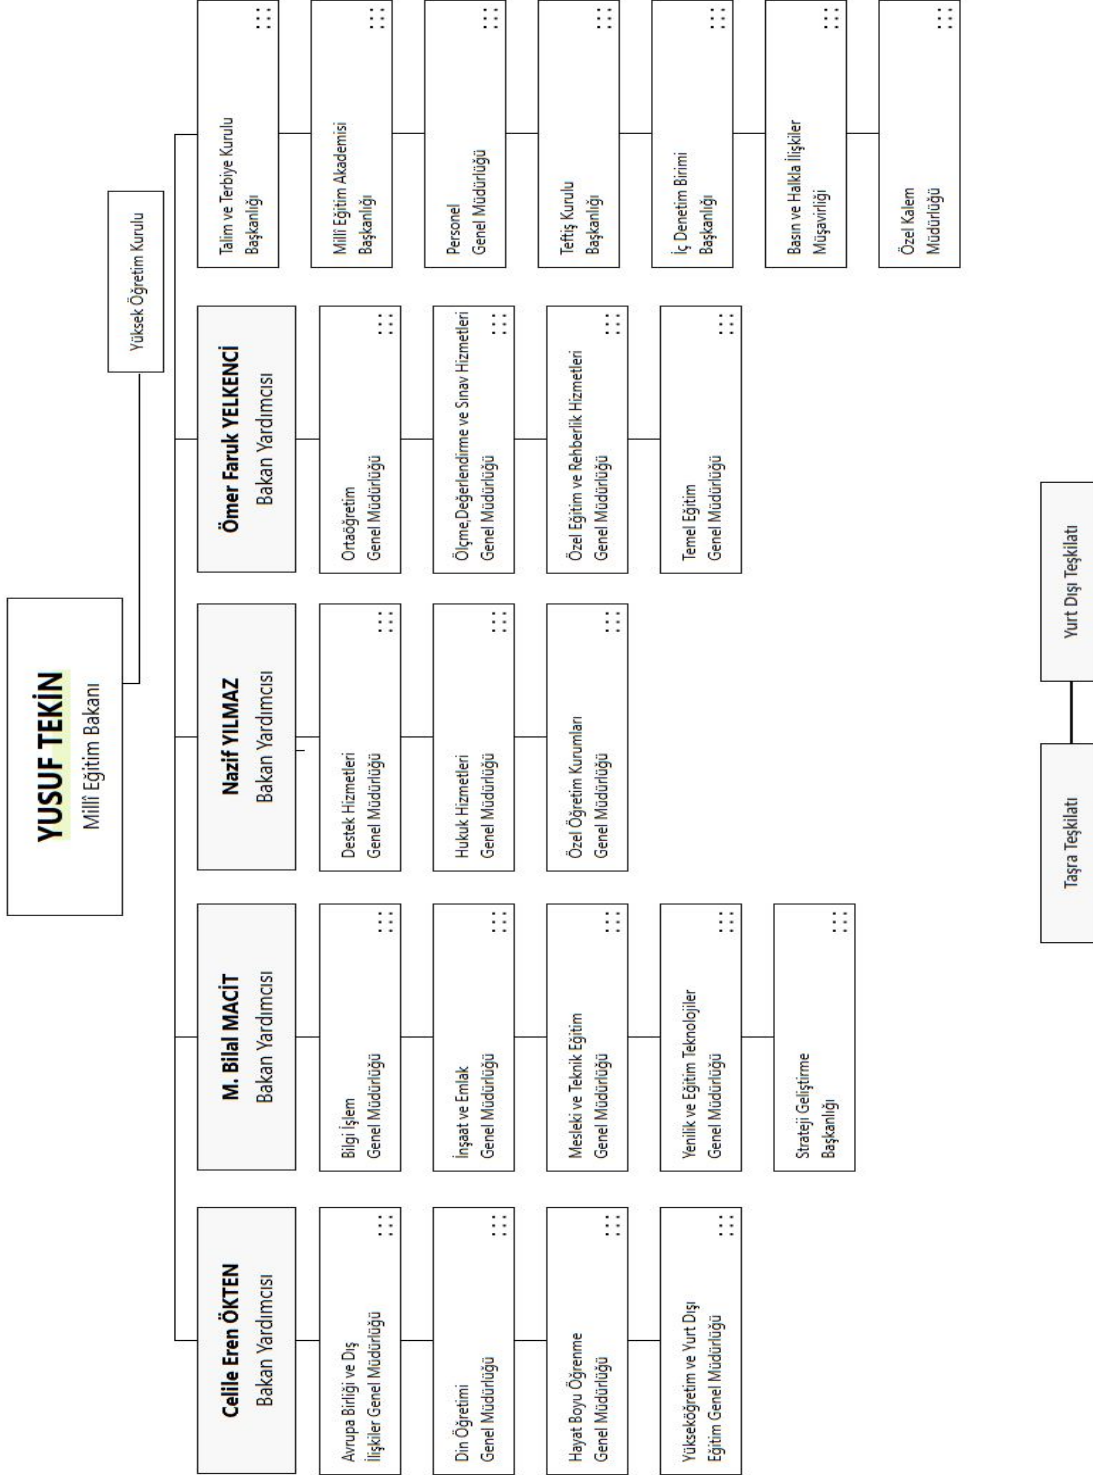 YUSUF TEKİN
Millî Eğitim Bakanı
Yüksek Öğretim Kurulu
Celile Eren ÖKTEN
Bakan Yardımcısı
Avrupa Birliği ve Dış
İlişkiler Genel Müdürlüğü
Din Öğretimi
Genel Müdürlüğü
Hayat Boyu Öğrenme
Genel Müdürlüğü
Yükseköğretim ve Yurt Dışı
Eğitim Genel Müdürlüğü
M. Bilal MACİT
Bakan Yardımcısı
Bilgi İşlem
Genel Müdürlüğü
İnşaat ve Emlak
Genel Müdürlüğü
Mesleki ve Teknik Eğitim
Genel Müdürlüğü
Yenilik ve Eğitim Teknolojiler
Genel Müdürlüğü
Strateji Geliştirme
Başkanlığı
Nazif YILMAZ
Bakan Yardımcısı
Destek Hizmetleri
Genel Müdürlüğü
Hukuk Hizmetleri
Genel Müdürlüğü
Özel Öğretim Kurumları
Genel Müdürlüğü
Ömer Faruk YELKENCİ
Bakan Yardımcısı
Ortaöğretim
Genel Müdürlüğü
Ölçme,Değerlendirme ve Sınav Hizmetleri
Genel Müdürlüğü
Özel Eğitim ve Rehberlik Hizmetleri
Genel Müdürlüğü
Temel Eğitim
Genel Müdürlüğü
Talim ve Terbiye Kurulu
Başkanlığı
Millî Eğitim Akademisi
Başkanlığı
Personel
Genel Müdürlüğü
Teftiş Kurulu
Başkanlığı
İç Denetim Birimi
Başkanlığı
Basın ve Halkla İlişkiler
Müşavirliği
Özel Kalem
Müdürlüğü
Taşra Teşkilatı
Yurt Dışı Teşkilatı